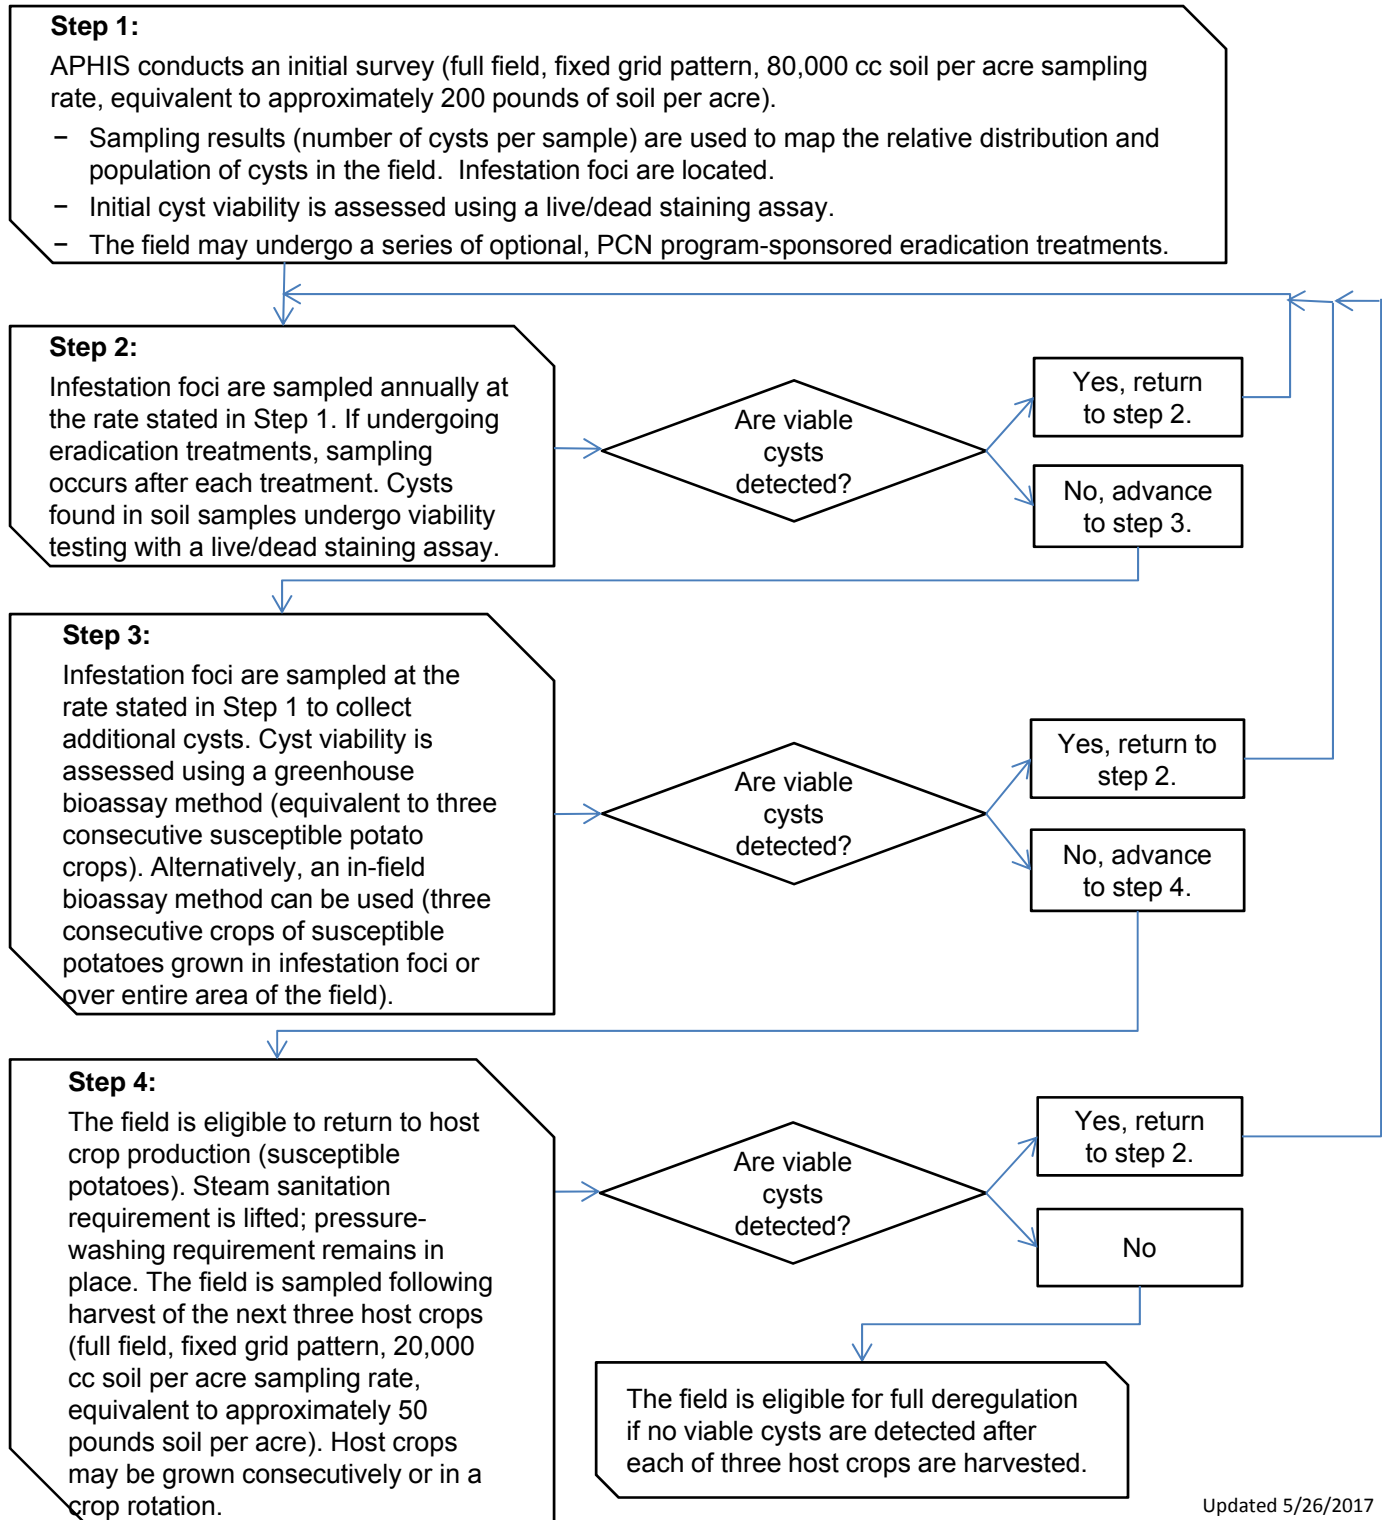 Step 1:
APHIS conducts an initial survey (full field, fixed grid pattern, 80,000 cc soil per acre sampling
rate, equivalent to approximately 200 pounds of soil per acre).
− Sampling results (number of cysts per sample) are used to map the relative distribution and
population of cysts in the field.  Infestation foci are located.
− Initial cyst viability is assessed using a live/dead staining assay.
− The field may undergo a series of optional, PCN program-sponsored eradication treatments.
Step 2:
Infestation foci are sampled annually at
the rate stated in Step 1. If undergoing
eradication treatments, sampling
occurs after each treatment. Cysts
found in soil samples undergo viability
testing with a live/dead staining assay.
Are viable
cysts
detected?
Yes, return
to step 2.
No, advance
to step 3.
Step 3:
Infestation foci are sampled at the
rate stated in Step 1 to collect
additional cysts. Cyst viability is
assessed using a greenhouse
bioassay method (equivalent to three
consecutive susceptible potato
crops). Alternatively, an in-field
bioassay method can be used (three
consecutive crops of susceptible
potatoes grown in infestation foci or
over entire area of the field).
Are viable
cysts
detected?
Yes, return to
step 2.
No, advance
to step 4.
Step 4:
The field is eligible to return to host
crop production (susceptible
potatoes). Steam sanitation
requirement is lifted; pressure-
washing requirement remains in
place. The field is sampled following
harvest of the next three host crops
(full field, fixed grid pattern, 20,000
cc soil per acre sampling rate,
equivalent to approximately 50
pounds soil per acre). Host crops
may be grown consecutively or in a
crop rotation.
Are viable
cysts
detected?
Yes, return
to step 2.
No
The field is eligible for full deregulation
if no viable cysts are detected after
each of three host crops are harvested.
Updated 5/26/2017